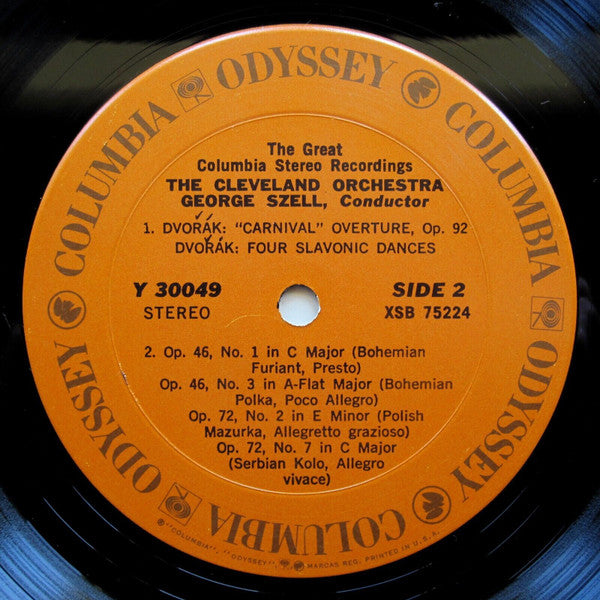 COLUMBIA ODYSSEY COLUMBIA ODYSSEY COLUMBIA ODYSSEY
The Great
Columbia Stereo Recordings
THE CLEVELAND ORCHESTRA
GEORGE SZELL, Conductor
1. DVOŘÁK: "CARNIVAL" OVERTURE, Op. 92
DVOŘÁK: FOUR SLAVONIC DANCES
Y 30049
SIDE 2
STEREO
XSB 75224
2. Op. 46, No. 1 in C Major (Bohemian
Furiant, Presto)
Op. 46, No. 3 in A-Flat Major (Bohemian
Polka, Poco Allegro)
Op. 72, No. 2 in E Minor (Polish
Mazurka, Allegretto grazioso)
Op. 72, No. 7 in C Major
(Serbian Kolo, Allegro
vivace)
℗ "COLUMBIA", "ODYSSEY", MARCAS REG. PRINTED IN U.S.A.